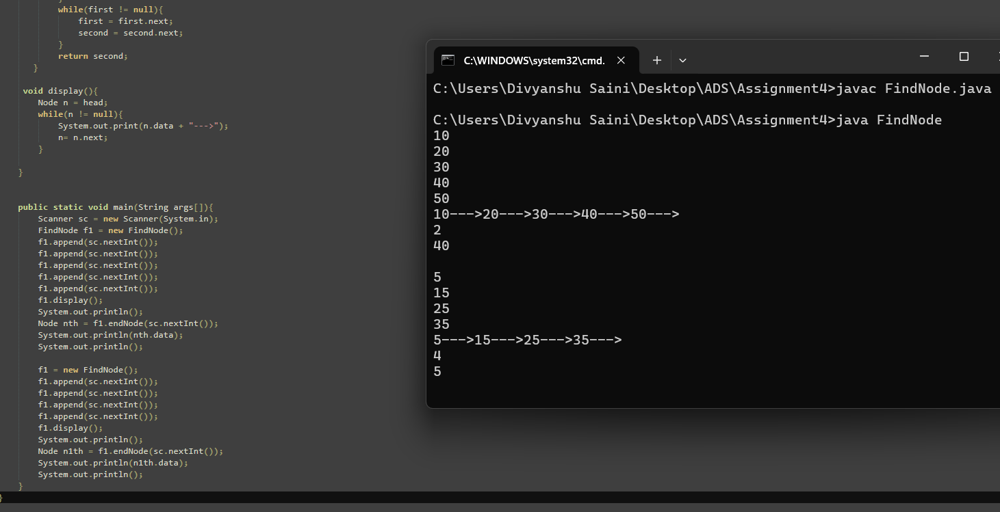 }
while(first != null){
first = first.next;
second = second.next;
}
return second;
}
void display(){
Node n = head;
while(n != null){
System.out.print(n.data + "--->");
n= n.next;
}
}
public static void main(String args[]){
Scanner sc = new Scanner(System.in);
FindNode f1 = new FindNode();
f1.append(sc.nextInt());
f1.append(sc.nextInt());
f1.append(sc.nextInt());
f1.append(sc.nextInt());
f1.append(sc.nextInt());
f1.display();
System.out.println();
Node nth = f1.endNode(sc.nextInt());
System.out.println(nth.data);
System.out.println();
f1 = new FindNode();
f1.append(sc.nextInt());
f1.append(sc.nextInt());
f1.append(sc.nextInt());
f1.append(sc.nextInt());
f1.display();
System.out.println();
Node n1th = f1.endNode(sc.nextInt());
System.out.println(n1th.data);
System.out.println();
}
}
C:\WINDOWS\system32\cmd.
C:\Users\Divyanshu Saini\Desktop\ADS\Assignment4>javac FindNode.java
C:\Users\Divyanshu Saini\Desktop\ADS\Assignment4>java FindNode
10
20
30
40
50
10--->20--->30--->40--->50--->
2
40
5
15
25
35
5--->15--->25--->35--->
4
5